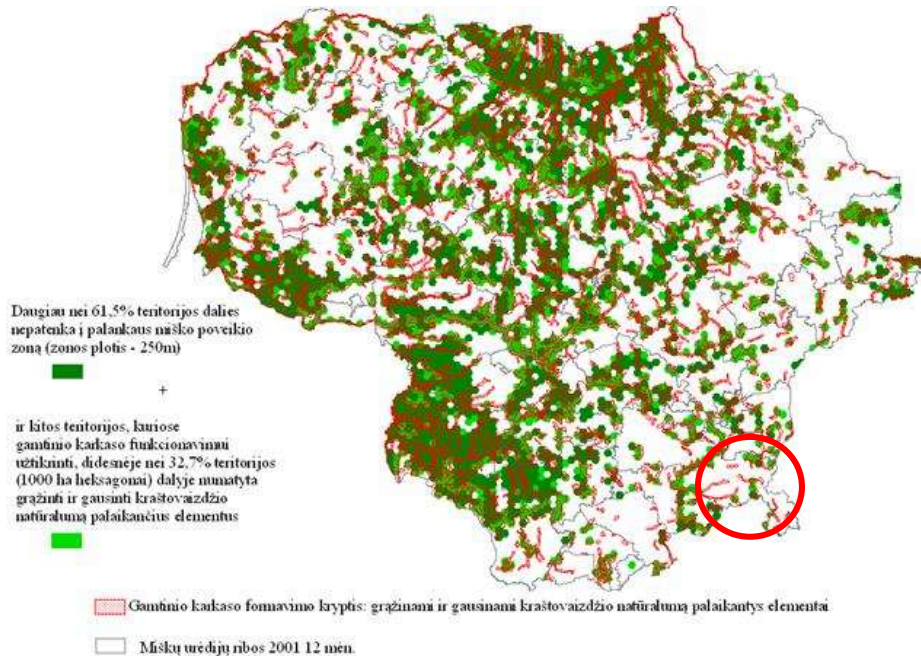 Daugiau nei 61,5% teritorijos dalies
nepatenka į palankaus miško poveikio
zoną (zonos plotis - 250m)
+
ir kitos teritorijos, kuriose
gamtinio karkaso funkcionavimui
užtikrinti, didesnėje nei 32,7% teritorijos
(1000 ha heksagonai) dalyje numatyta
grąžinti ir gausinti kraštovaizdžio
natūralumą palaikančius elementus
Gamtinio karkaso formavimo kryptis: grąžinami ir gausinami kraštovaizdžio natūralumą palaikantys elementai
Miškų urėdijų ribos 2001 12 mėn.